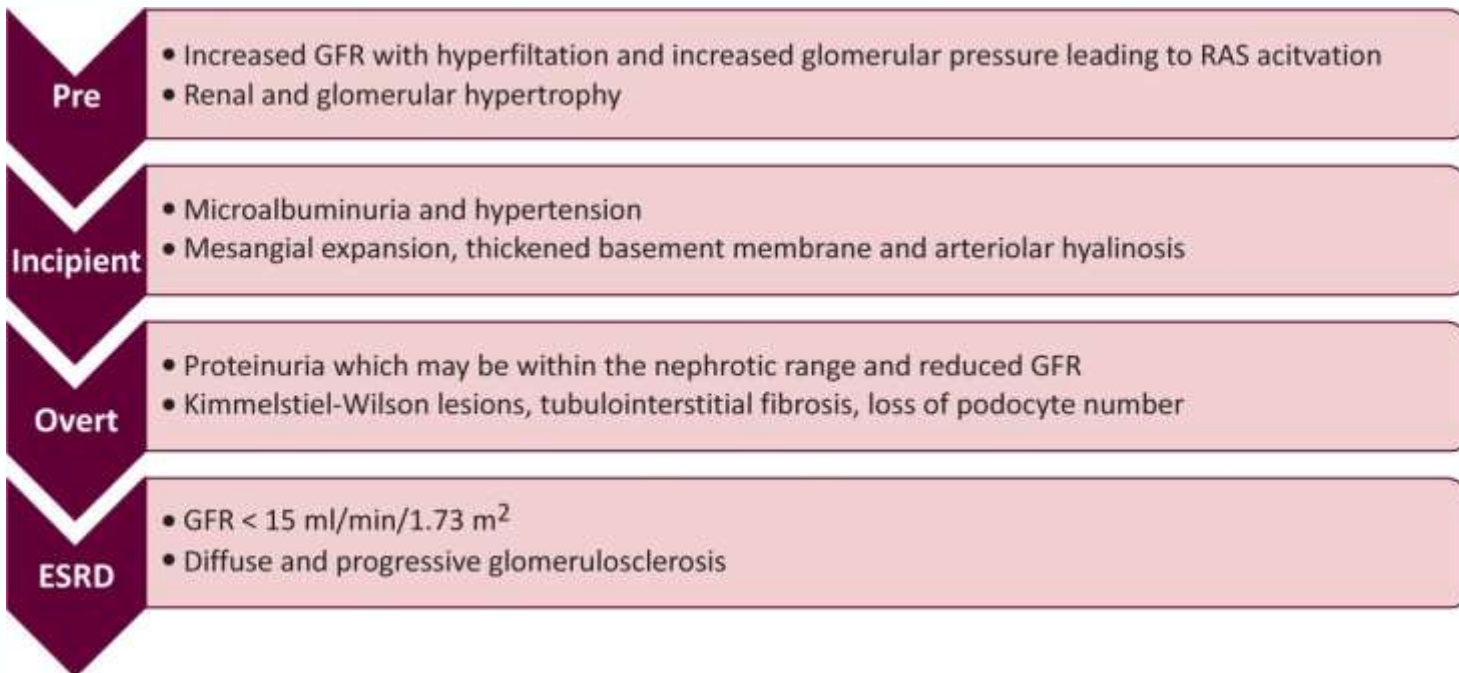 Pre
• Increased GFR with hyperfiltation and increased glomerular pressure leading to RAS acitvation
• Renal and glomerular hypertrophy
Incipient
• Microalbuminuria and hypertension
• Mesangial expansion, thickened basement membrane and arteriolar hyalinosis
Overt
• Proteinuria which may be within the nephrotic range and reduced GFR
• Kimmelstiel-Wilson lesions, tubulointerstitial fibrosis, loss of podocyte number
ESRD
• GFR < 15 ml/min/1.73 m²
• Diffuse and progressive glomerulosclerosis